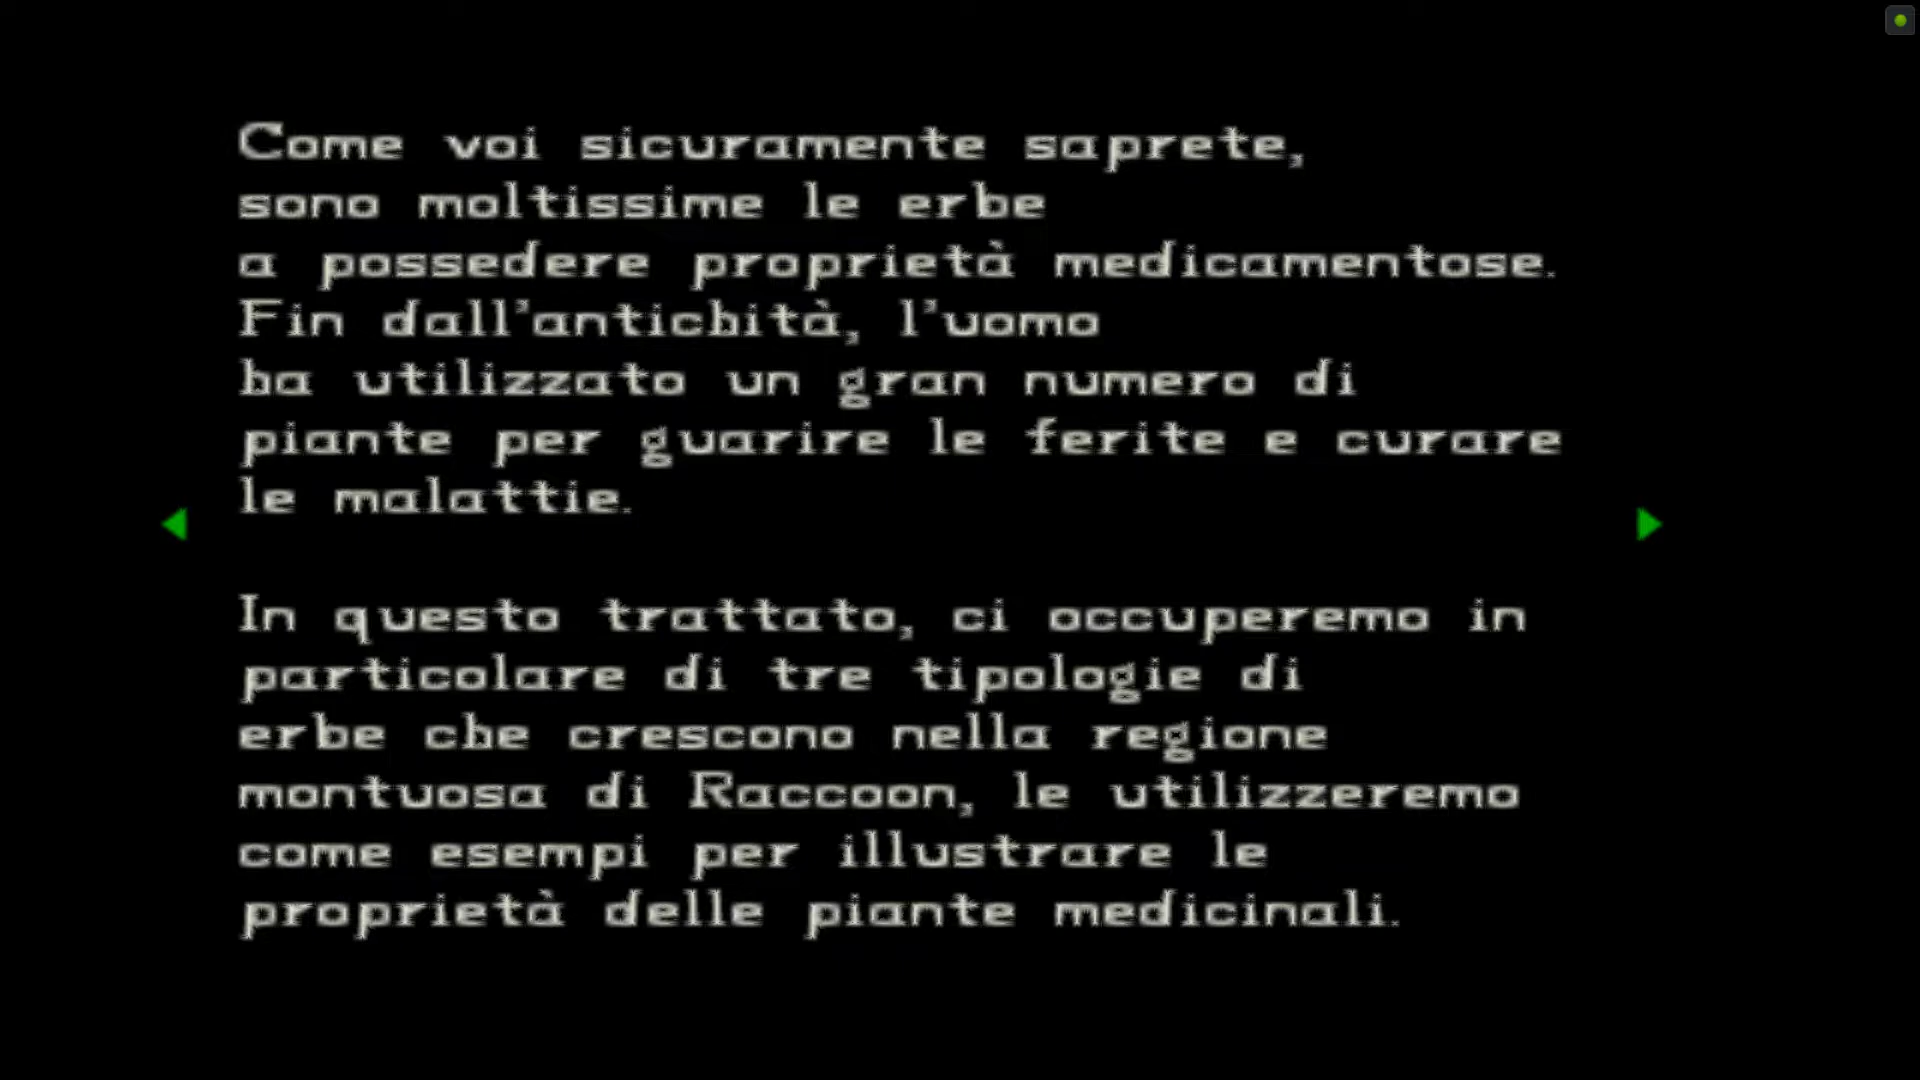 Come voi sicuramente saprete,
sono moltissime le erbe
a possedere proprietà medicamentose.
Fin dall'antichità, l'uomo
ha utilizzato un gran numero di
piante per guarire le ferite e curare
le malattie.
In questo trattato, ci occuperemo in
particolare di tre tipologie di
erbe che crescono nella regione
montuosa di Raccoon, le utilizzeremo
come esempi per illustrare le
proprietà delle piante medicinali.